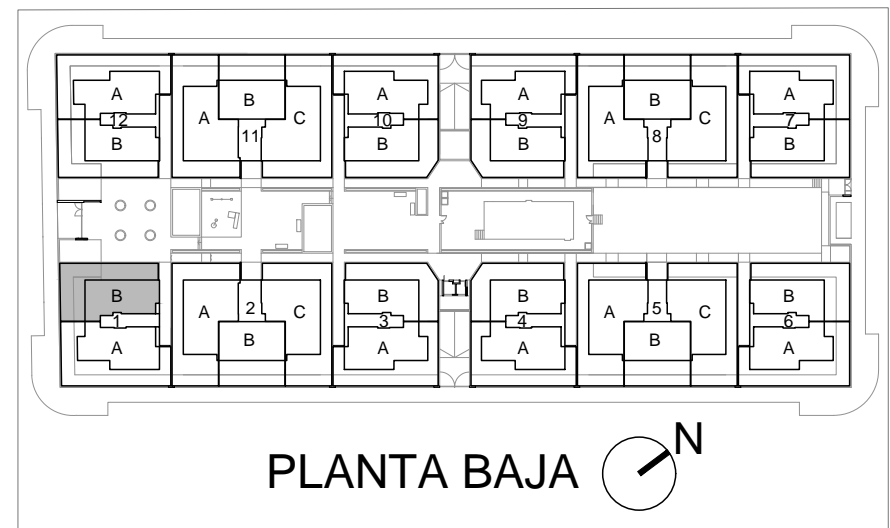 A A
B B
A C A C
12 11 10 9 8 7
B B B B
B B B B
1 2 3 4 5 6
A C A C
A B A A B A
PLANTA BAJA N